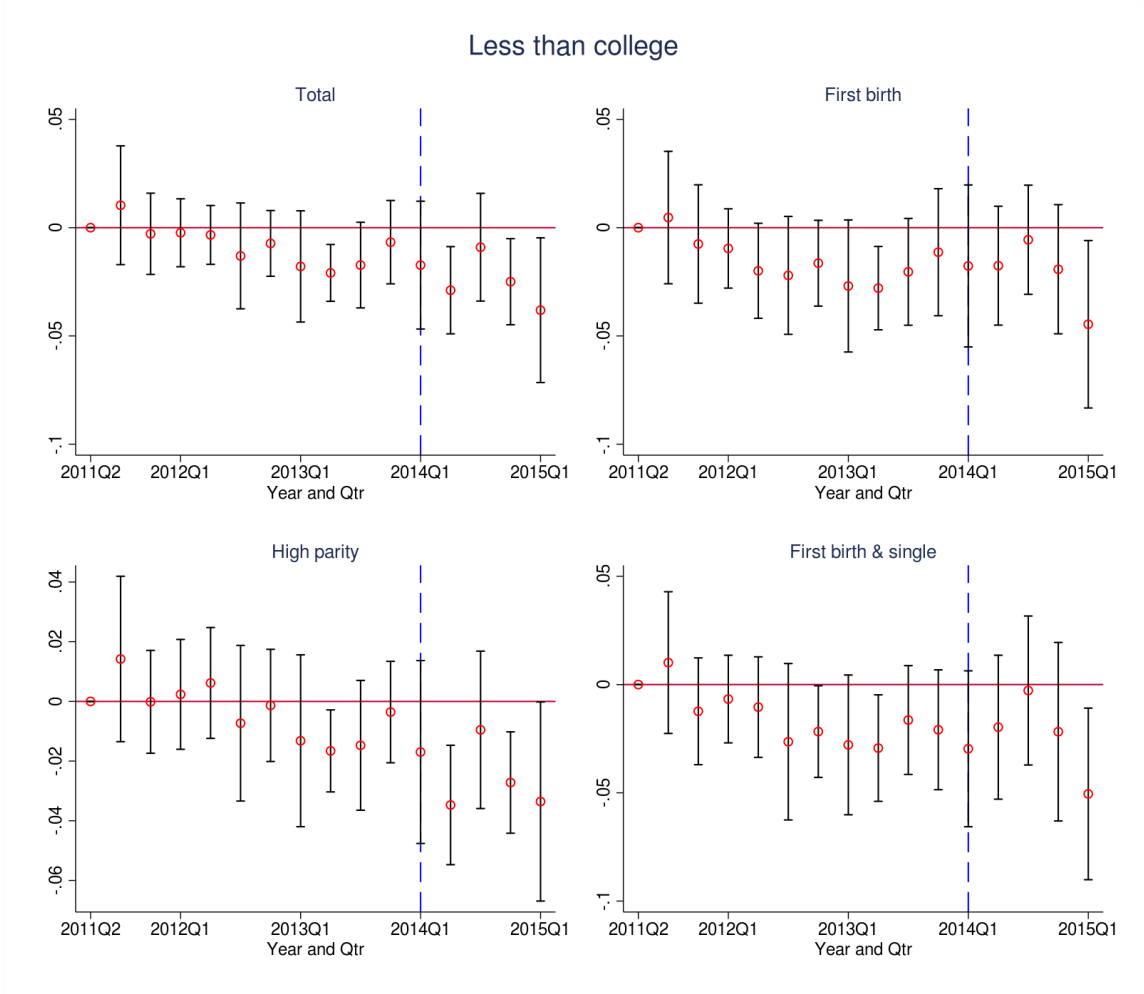 Less than college
Total
.05
0
-.05
-.1
2011Q2 2012Q1 2013Q1 2014Q1 2015Q1
Year and Qtr
First birth
.05
0
-.05
-.1
2011Q2 2012Q1 2013Q1 2014Q1 2015Q1
Year and Qtr
High parity
.04
.02
0
-.02
-.04
-.06
2011Q2 2012Q1 2013Q1 2014Q1 2015Q1
Year and Qtr
First birth & single
.05
0
-.05
-.1
2011Q2 2012Q1 2013Q1 2014Q1 2015Q1
Year and Qtr